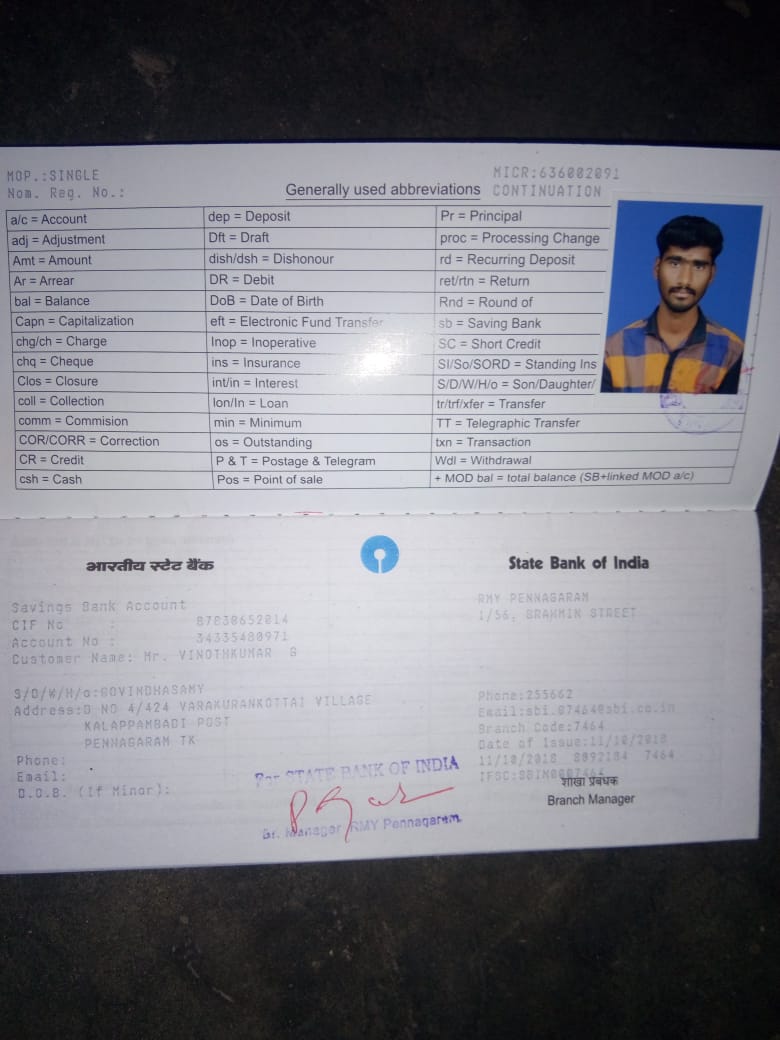 MOP.:SINGLE
MICR:636002091
Nom. Reg. No.:
Generally used abbreviations
CONTINUATION
a/c = Account dep = Deposit Pr = Principal
adj = Adjustment Dft = Draft proc = Processing Change
Amt = Amount dish/dsh = Dishonour rd = Recurring Deposit
Ar = Arrear DR = Debit ret/rtn = Return
bal = Balance DoB = Date of Birth Rnd = Round of
Capn = Capitalization eft = Electronic Fund Transfer sb = Saving Bank
chg/ch = Charge Inop = Inoperative SC = Short Credit
chq = Cheque ins = Insurance SI/So/SORD = Standing Ins
Clos = Closure int/in = Interest S/D/W/H/o = Son/Daughter/
coll = Collection lon/ln = Loan tr/trf/xfer = Transfer
comm = Commision min = Minimum TT = Telegraphic Transfer
COR/CORR = Correction os = Outstanding txn = Transaction
CR = Credit P & T = Postage & Telegram Wdl = Withdrawal
csh = Cash Pos = Point of sale + MOD bal = total balance (SB+linked MOD a/c)
भारतीय स्टेट बैंक
State Bank of India
Savings Bank Account
CIF No : 87830652014
Account No : 34335480971
Customer Name: Mr. VINOTHKUMAR G
S/D/W/H/o:GOVINDHASAMY
Address:D NO 4/424 VARAKURANKOTTAI VILLAGE
KALAPPAMBADI POST
PENNAGARAM TK
Phone:
Email:
D.O.B. (If Minor):
RMY PENNAGARAM
1/56, BRAHMIN STREET
Phone:255662
Email:sbi.07464@sbi.co.in
Branch Code:7464
Date of Issue:11/10/2018
11/10/2018 8092184 7464
IFSC:SBIN0007464
शाखा प्रबंधक
Branch Manager
For STATE BANK OF INDIA
Br. Manager RMY Pennagaram